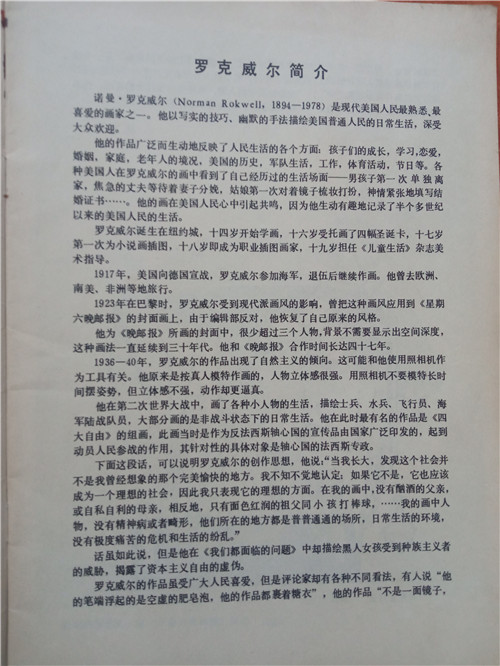 罗克威尔简介
诺曼·罗克威尔（Norman Rokwell，1894—1978）是现代美国人民最熟悉、最
喜爱的画家之一。他以写实的技巧、幽默的手法描绘美国普通人民的日常生活，深受
大众欢迎。
他的作品广泛而生动地反映了人民生活的各个方面：孩子们的成长，学习，恋爱，
婚姻，家庭，老年人的境况，美国的历史，军队生活，工作，体育活动，节日等。各
种美国人在罗克威尔的画中看到了自己经历过的生活场面——男孩子第一次单独离
家，焦急的丈夫等待着妻子分娩，姑娘第一次对着镜子梳妆打扮，神情紧张地填写结
婚证书……。他的画在美国人民心中引起共鸣，因为他生动有趣地记录了半个多世纪
以来的美国人民的生活。
罗克威尔诞生在纽约城，十四岁开始学画，十六岁受托画了四幅圣诞卡，十七岁
第一次为小说画插图，十八岁即成为职业插图画家，十九岁担任《儿童生活》杂志美
术指导。
1917年，美国向德国宣战，罗克威尔参加海军，退伍后继续作画。他曾去欧洲、
南美、非洲等地旅行。
1923年在巴黎时，罗克威尔受到现代派画风的影响，曾把这种画风应用到《星期
六晚邮报》的封面画上，由于编辑部反对，他恢复了自己原来的风格。
他为《晚邮报》所画的封面中，很少超过三个人物，背景不需要显示出空间深度，
这种画法一直延续到三十年代。他和《晚邮报》合作时间长达四十七年。
1936—40年，罗克威尔的作品出现了自然主义的倾向。这可能和他使用照相机作
为工具有关。他原来是按真人模特作画的，人物立体感很强。用照相机不要模特长时
间摆姿势，但立体感不强，动作却更逼真。
他在第二次世界大战中，画了各种小人物的生活，描绘士兵、水兵、飞行员、海
军陆战队员，大部分画的是非战斗状态下的日常生活。他在此时最有名的作品是《四
大自由》的组画，此画当时是作为反法西斯轴心国的宣传品由国家广泛印发的，起到
动员人民参战的作用，其针对性的具体对象是轴心国的法西斯专政。
下面这段话，可以说明罗克威尔的创作思想，他说：“当我长大，发现这个社会并
不是我曾经想象的那个完美愉快的地方。我不知不觉地认定：如果它不是，它也应该
成为一个理想的社会，因此我只表现它的理想的方面。在我的画中，没有酗酒的父亲，
或自私自利的母亲，相反地，只有面色红润的祖父同小孩打棒球，……我的画中人
物，没有精神病或者畸形，他们所在的地方都是普普通通的场所，日常生活的环境，
没有极度痛苦的危机和生活的纷乱。”
话虽如此说，但是他在《我们都面临的问题》中却描绘黑人女孩受到种族主义者
的威胁，揭露了资本主义自由的虚伪。
罗克威尔的作品虽受广大人民喜爱，但是评论家却有各种不同看法，有人说“他
的笔端浮起的是空虚的肥皂泡，他的作品都裹着糖衣”，他的作品“不是一面镜子，